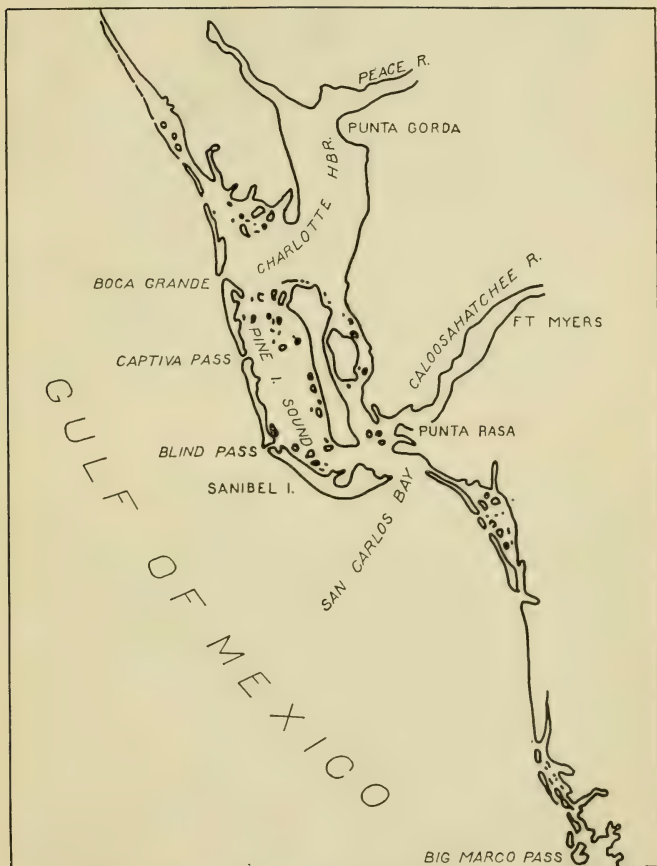 PEACE R.
PUNTA GORDA
CHARLOTTE HBR.
BOCA GRANDE
CALOOSAHATCHEE R.
FT MYERS
CAPTIVA PASS
PINE I. SOUND
PUNTA RASA
BLIND PASS
SANIBEL I.
SAN CARLOS BAY
GULF OF MEXICO
BIG MARCO PASS